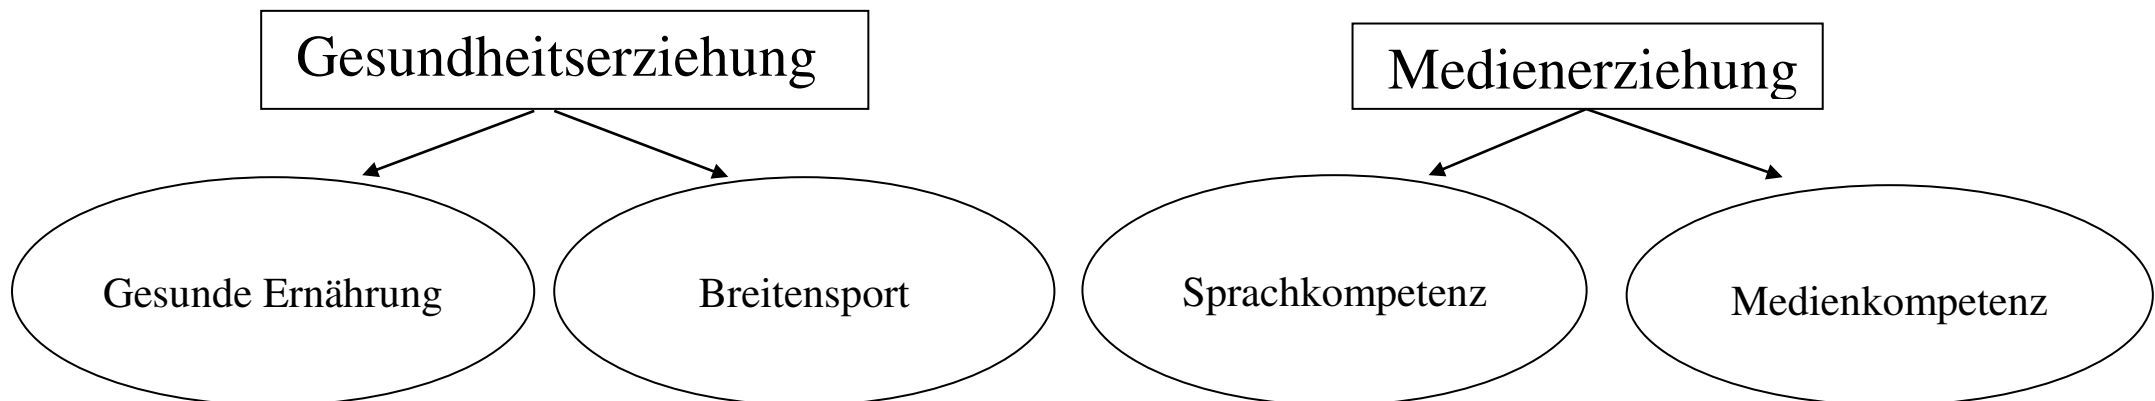 Gesundheitserziehung
Medienerziehung
Gesunde Ernährung
Breitensport
Sprachkompetenz
Medienkompetenz